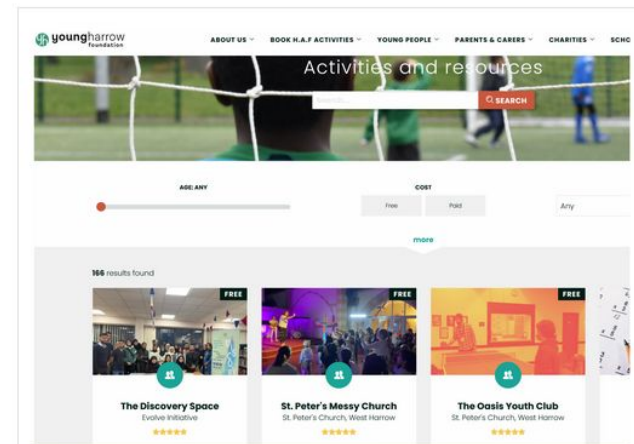 youngharrow
foundation
ABOUT US
BOOK H.A.F ACTIVITIES
YOUNG PEOPLE
PARENTS & CARERS
CHARITIES
SCHO
Activities and resources
Search...
SEARCH
AGE: ANY
COST
Free
Paid
Any
more
166 results found
FREE
FREE
FREE
The Discovery Space
Evolve Initiative
St. Peter's Messy Church
St. Peter's Church, West Harrow
The Oasis Youth Club
St. Peter's Church, West Harrow